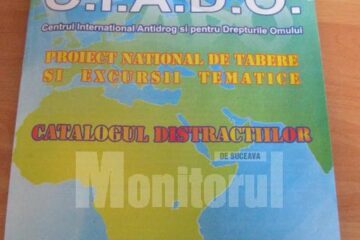 C.I.A.D.O.
Centrul International Antidrog si pentru Drepturile Omului
PROIECT NATIONAL DE TABERE
SI EXCURSII TEMATICE
CATALOGUL DISTRACTIILOR
DE SUCEAVA
Monitorul